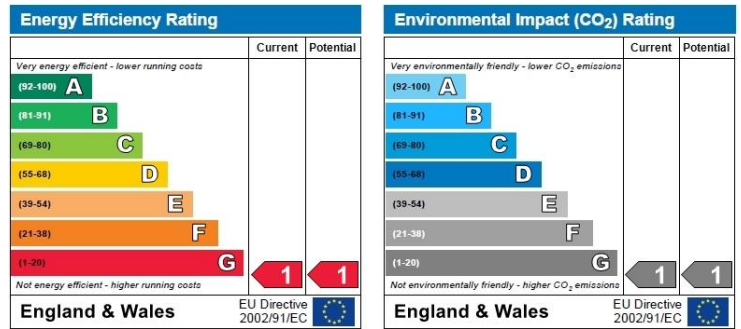 Energy Efficiency Rating
Current Potential
Very energy efficient - lower running costs
(92-100) A
(81-91) B
(69-80) C
(55-68) D
(39-54) E
(21-38) F
(1-20) G
1 1
Not energy efficient - higher running costs
England & Wales
EU Directive
2002/91/EC
Environmental Impact (CO₂) Rating
Current Potential
Very environmentally friendly - lower CO₂ emissions
(92-100) A
(81-91) B
(69-80) C
(55-68) D
(39-54) E
(21-38) F
(1-20) G
1 1
Not environmentally friendly - higher CO₂ emissions
England & Wales
EU Directive
2002/91/EC